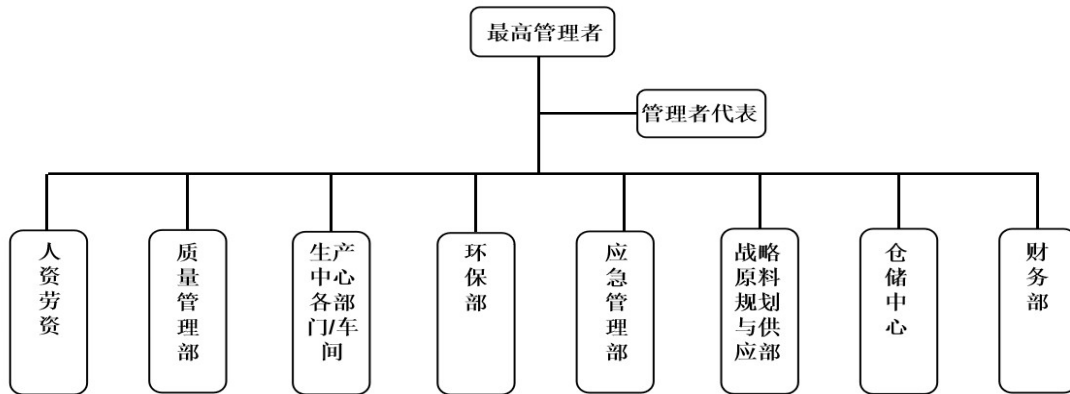 最高管理者
管理者代表
人
资
劳
资
质
量
管
理
部
生产
中心
各部
门/车
间
环
保
部
应
急
管
理
部
战略
原料
规划
与供
应部
仓
储
中
心
财
务
部